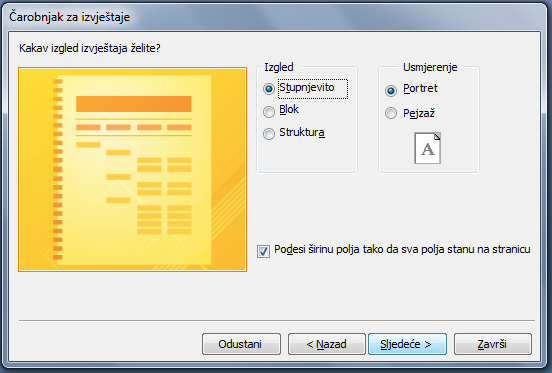 Čarobnjak za izvještaje
Kakav izgled izvještaja želite?
Izgled
Stupnjevito
Blok
Struktura
Usmjerenje
Portret
Pejzaž
A
Podesi širinu polja tako da sva polja stanu na stranicu
Odustani
< Nazad
Sljedeće >
Završi